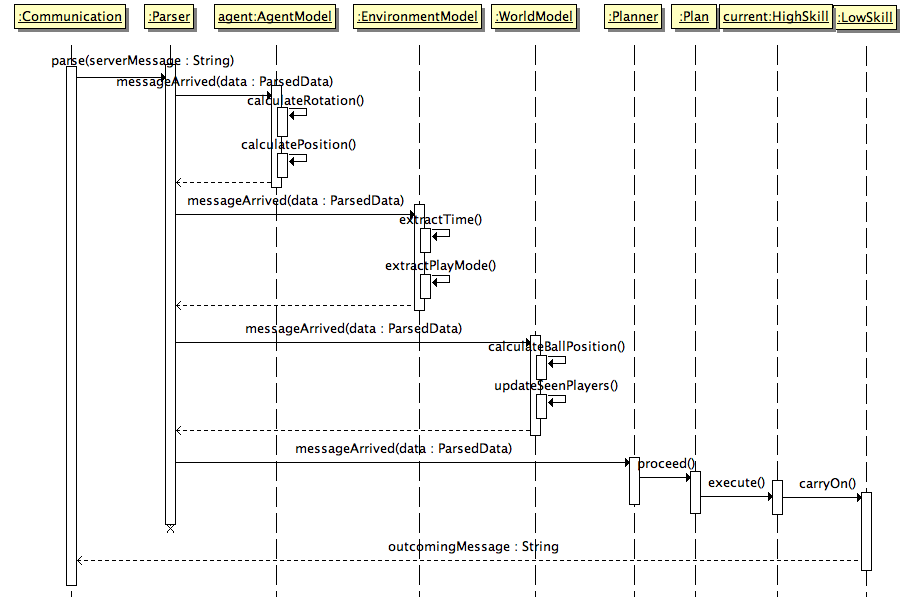 :Communication
:Parser
agent:AgentModel
:EnvironmentModel
:WorldModel
:Planner
:Plan
current:HighSkill
:LowSkill
parse(serverMessage : String)
messageArrived(data : ParsedData)
calculateRotation()
calculatePosition()
messageArrived(data : ParsedData)
extractTime()
extractPlayMode()
messageArrived(data : ParsedData)
calculateBallPosition()
updateSeenPlayers()
messageArrived(data : ParsedData)
proceed()
execute()
carryOn()
outcomingMessage : String